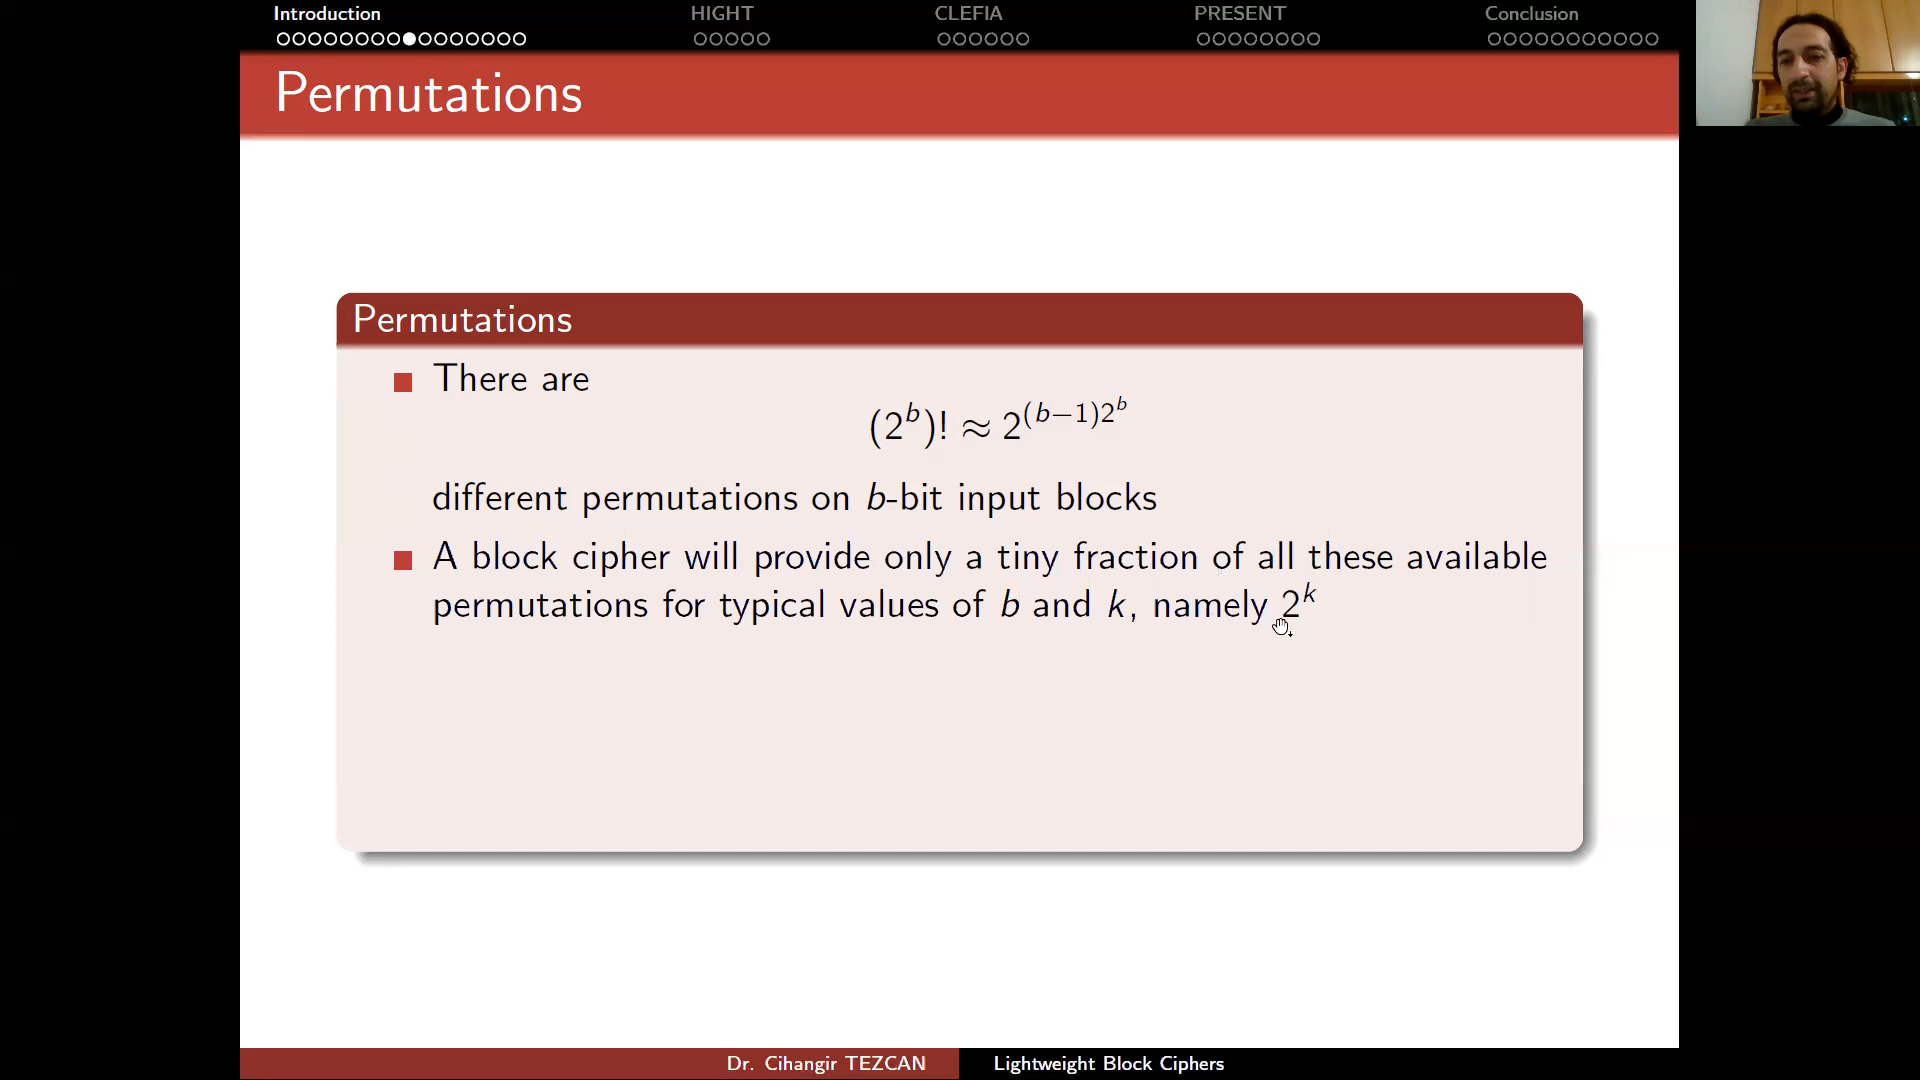 Introduction HIGHT CLEFIA PRESENT Conclusion
Permutations
Permutations
There are
(2^b)! ≈ 2^{(b−1)2^b}
different permutations on b-bit input blocks
A block cipher will provide only a tiny fraction of all these available
permutations for typical values of b and k, namely 2^k
Dr. Cihangir TEZCAN Lightweight Block Ciphers